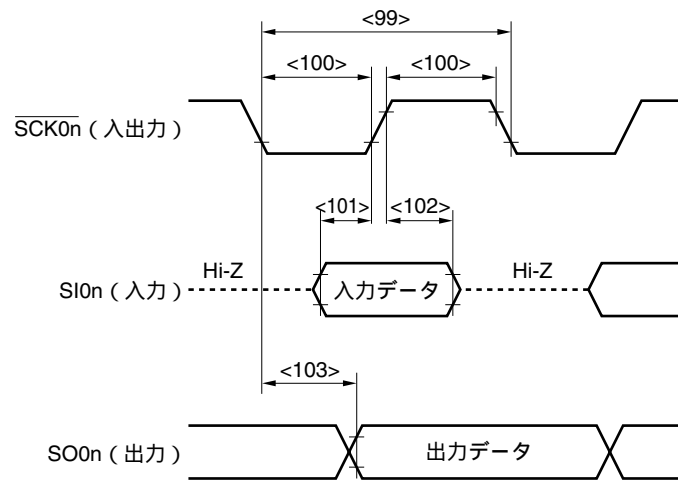 <99>
<100> <100>
SCK0n（入出力）
<101> <102>
Hi-Z Hi-Z
SI0n（入力） 入力データ
<103>
SO0n（出力） 出力データ